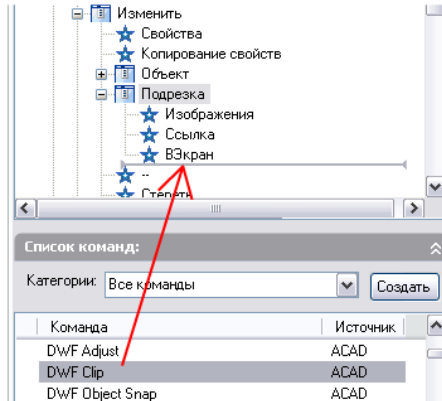 Изменить
Свойства
Копирование свойств
Объект
Подрезка
Изображения
Ссылка
ВЭкран
--
Стереть
Список команд:
Категории: Все команды Создать
Команда Источник
DWF Adjust ACAD
DWF Clip ACAD
DWF Object Snap ACAD